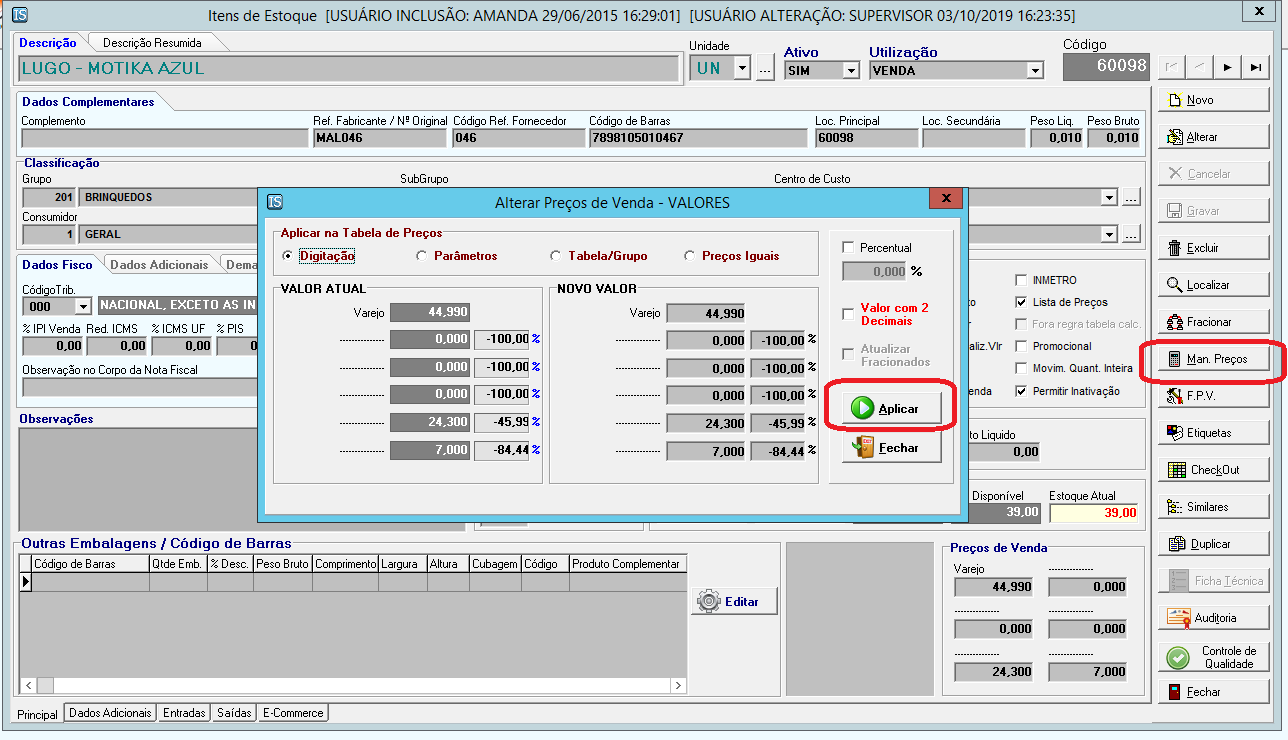 Itens de Estoque [USUÁRIO INCLUSÃO: AMANDA 29/06/2015 16:29:01] [USUÁRIO ALTERAÇÃO: SUPERVISOR 03/10/2019 16:23:35]
Descrição Descrição Resumida
Unidade Ativo Utilização Código
LUGO - MOTIKA AZUL UN ... SIM VENDA 60098
Dados Complementares
Complemento Ref. Fabricante / Nº Original Código Ref. Fornecedor Código de Barras Loc. Principal Loc. Secundária Peso Liq. Peso Bruto
MAL046 046 7898105010467 60098 0,010 0,010
Classificação
Grupo SubGrupo Centro de Custo
201 BRINQUEDOS ...
Consumidor
1 GERAL ...
Dados Fisco Dados Adicionais Dema
CódigoTrib.
000 NACIONAL, EXCETO AS IN
% IPI Venda Red. ICMS % ICMS UF % PIS
0,00 0,00 0,00 0
Observação no Corpo da Nota Fiscal
Observações
Alterar Preços de Venda - VALORES
Aplicar na Tabela de Preços
Digitação Parâmetros Tabela/Grupo Preços Iguais
VALOR ATUAL
Varejo 44,990
--------------- 0,000 -100,00 %
--------------- 0,000 -100,00 %
--------------- 0,000 -100,00 %
--------------- 24,300 -45,99 %
--------------- 7,000 -84,44 %
NOVO VALOR
Varejo 44,990
--------------- 0,000 -100,00 %
--------------- 0,000 -100,00 %
--------------- 0,000 -100,00 %
--------------- 24,300 -45,99 %
--------------- 7,000 -84,44 %
Percentual
0,000 %
Valor com 2
Decimais
Atualizar
Fracionados
Aplicar
Fechar
INMETRO
Lista de Preços
Fora regra tabela calc.
aliz.Vlr Promocional
Movim. Quant. Inteira
enda Permitir Inativação
to Liquido
0,00
Disponível Estoque Atual
39,00 39,00
Outras Embalagens / Código de Barras
Código de Barras Qtde Emb. % Desc. Peso Bruto Comprimento Largura Altura Cubagem Código Produto Complementar
Editar
Preços de Venda
Varejo ---------------
44,990 0,000
--------------- ---------------
0,000 0,000
--------------- ---------------
24,300 7,000
Novo
Alterar
Cancelar
Gravar
Excluir
Localizar
Fracionar
Man. Preços
F.P.V.
Etiquetas
CheckOut
Similares
Duplicar
Ficha Técnica
Auditoria
Controle de
Qualidade
Fechar
Principal Dados Adicionais Entradas Saídas E-Commerce